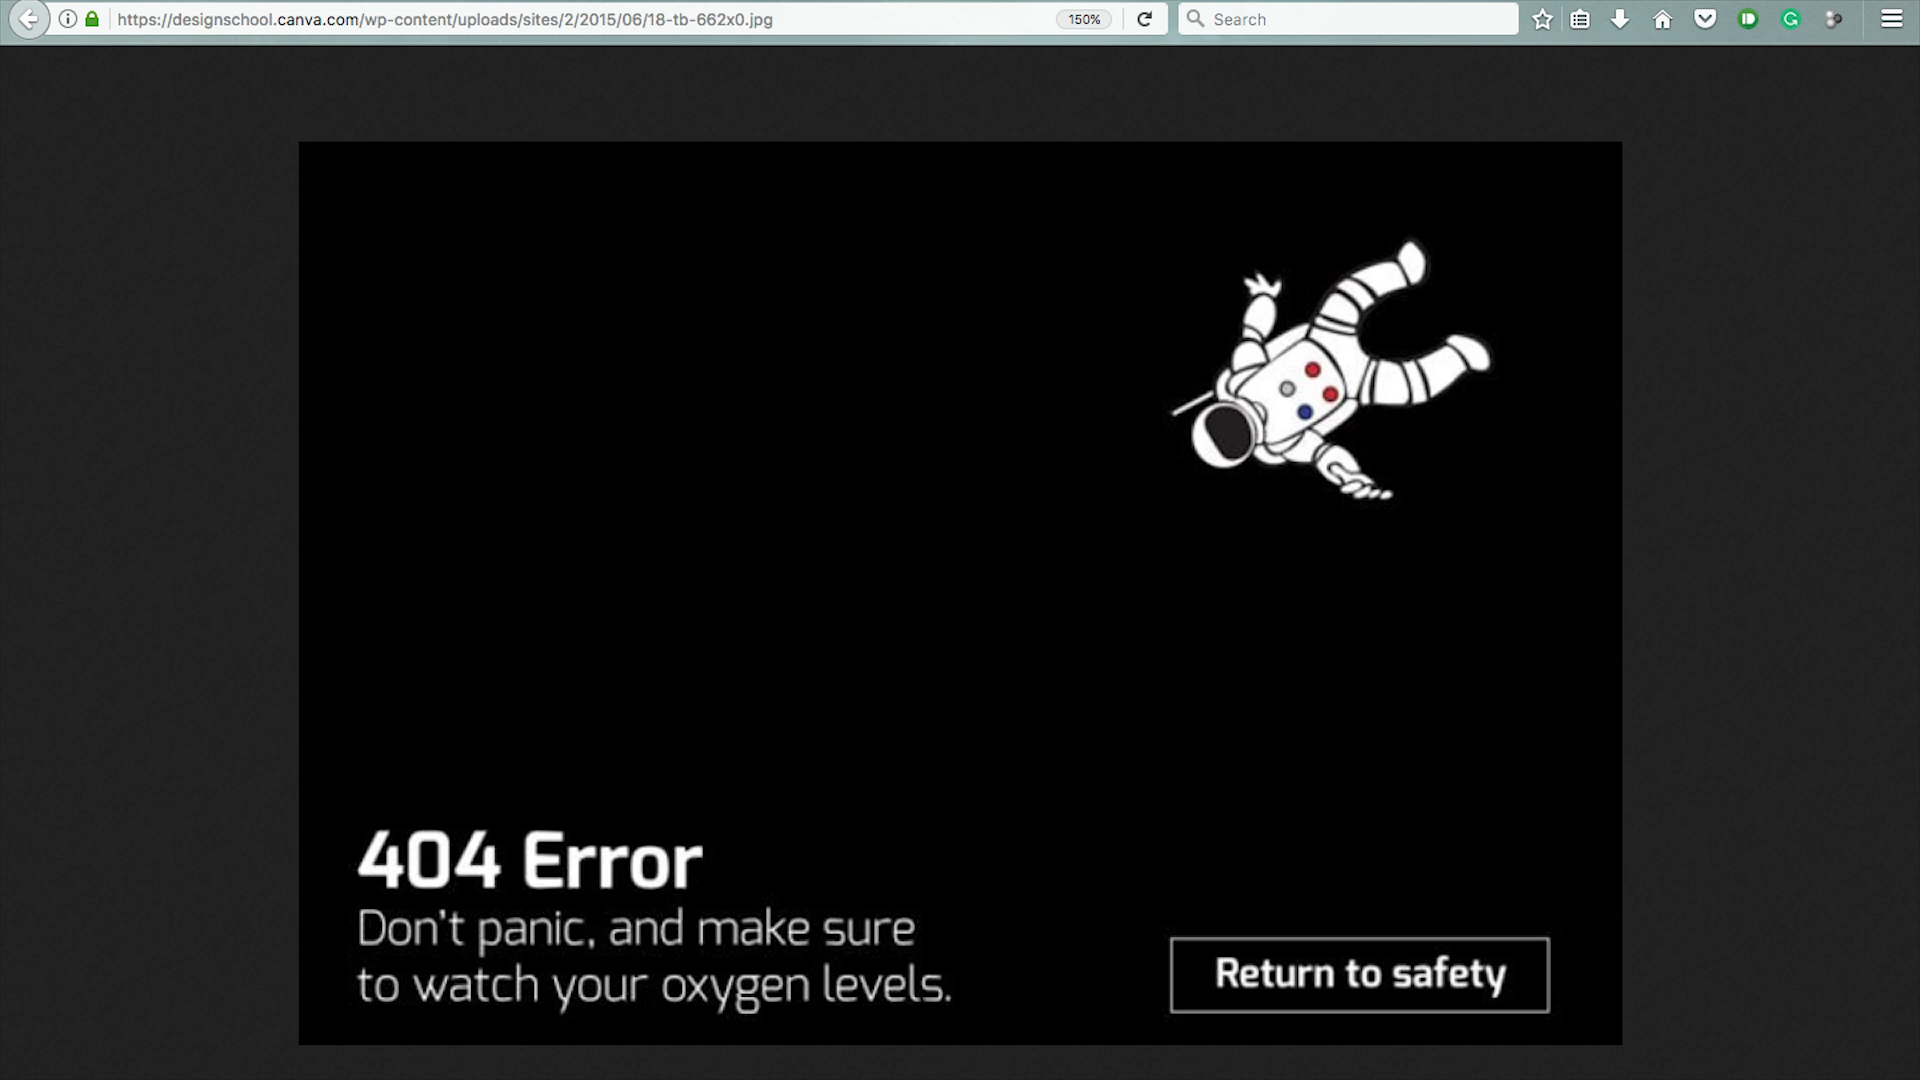 https://designschool.canva.com/wp-content/uploads/sites/2/2015/06/18-tb-662x0.jpg
150%
Search
404 Error
Don't panic, and make sure
to watch your oxygen levels.
Return to safety